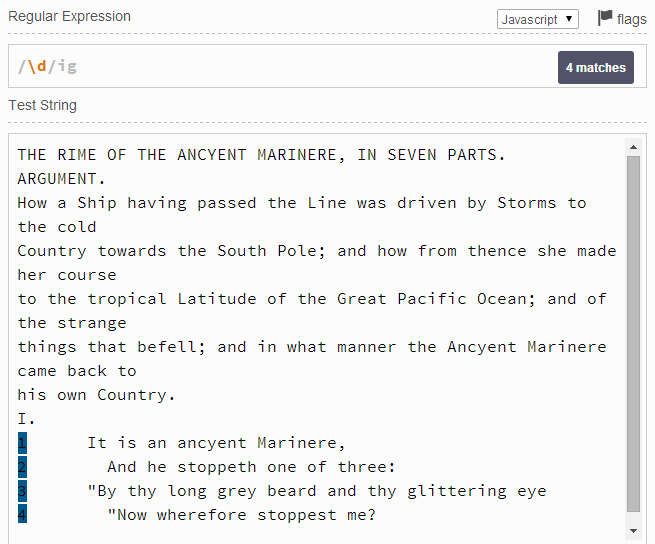 Regular Expression
Javascript ▼ flags
/\d/ig
4 matches
Test String
THE RIME OF THE ANCYENT MARINERE, IN SEVEN PARTS.
ARGUMENT.
How a Ship having passed the Line was driven by Storms to
the cold
Country towards the South Pole; and how from thence she made
her course
to the tropical Latitude of the Great Pacific Ocean; and of
the strange
things that befell; and in what manner the Ancyent Marinere
came back to
his own Country.
I.
1      It is an ancyent Marinere,
2        And he stoppeth one of three:
3      "By thy long grey beard and thy glittering eye
4        "Now wherefore stoppest me?